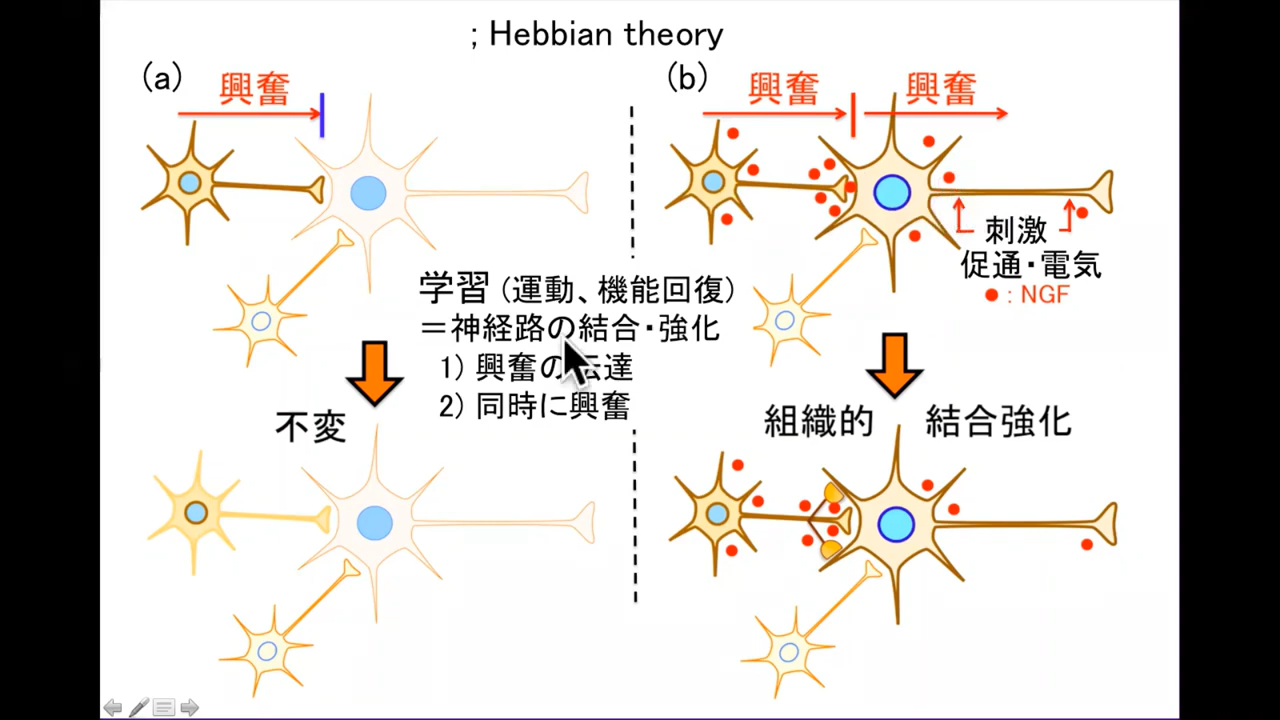 ; Hebbian theory
(a)
興奮
(b)
興奮
興奮
刺激
促通・電気
● : NGF
学習 (運動、機能回復)
＝神経路の結合・強化
1) 興奮の伝達
2) 同時に興奮
不変
組織的
結合強化